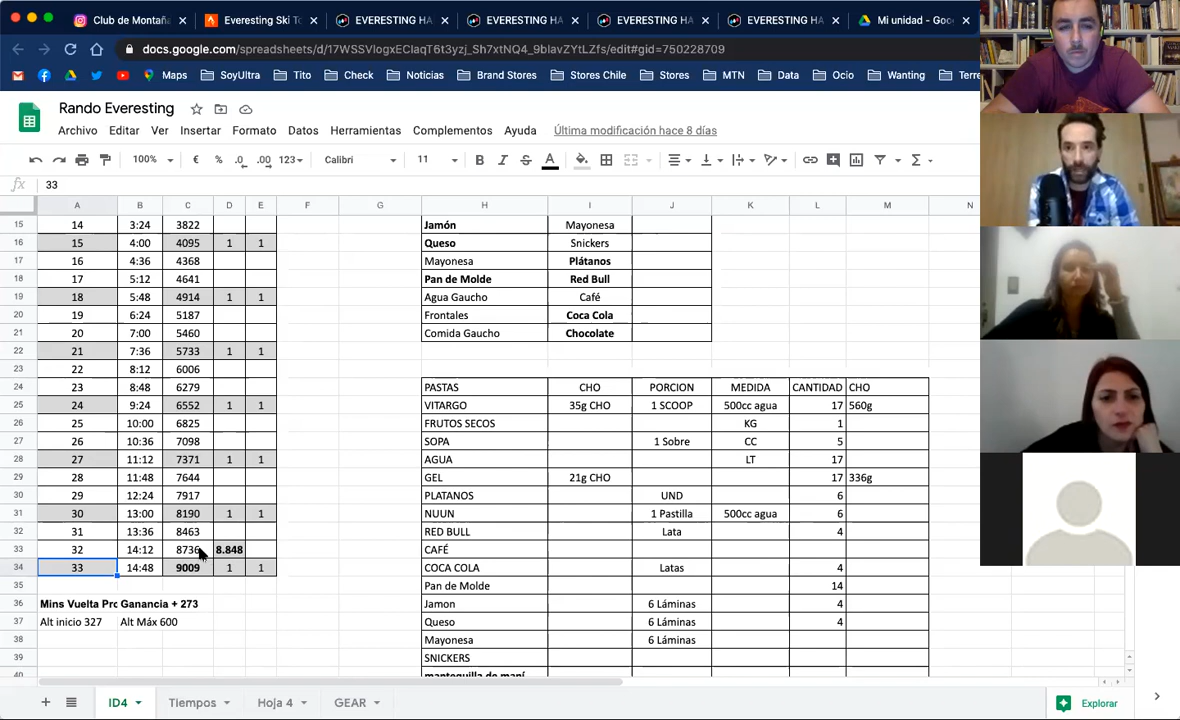 Club de Montaña
Everesting Ski To
EVERESTING HA
EVERESTING HA
EVERESTING HA
EVERESTING HA
Mi unidad - Goo
docs.google.com/spreadsheets/d/17WSSVlogxEClaqT6t3yzj_Sh7xtNQ4_9blavZYtLZfs/edit#gid=750228709
Maps SoyUltra Tito Check Noticias Brand Stores Stores Chile Stores MTN Data Ocio Wanting Terre
Rando Everesting
Archivo Editar Ver Insertar Formato Datos Herramientas Complementos Ayuda Última modificación hace 8 días
100% € % .0 .00 123 Calibri 11 B I S A
fx 33
A B C D E F G H I J K L M N
15 14 3:24 3822 Jamón Mayonesa
16 15 4:00 4095 1 1 Queso Snickers
17 16 4:36 4368 Mayonesa Plátanos
18 17 5:12 4641 Pan de Molde Red Bull
19 18 5:48 4914 1 1 Agua Gaucho Café
20 19 6:24 5187 Frontales Coca Cola
21 20 7:00 5460 Comida Gaucho Chocolate
22 21 7:36 5733 1 1
23 22 8:12 6006
24 23 8:48 6279 PASTAS CHO PORCION MEDIDA CANTIDAD CHO
25 24 9:24 6552 1 1 VITARGO 35g CHO 1 SCOOP 500cc agua 17 560g
26 25 10:00 6825 FRUTOS SECOS KG 1
27 26 10:36 7098 SOPA 1 Sobre CC 5
28 27 11:12 7371 1 1 AGUA LT 17
29 28 11:48 7644 GEL 21g CHO 17 336g
30 29 12:24 7917 PLATANOS UND 6
31 30 13:00 8190 1 1 NUUN 1 Pastilla 500cc agua 6
32 31 13:36 8463 RED BULL Lata 4
33 32 14:12 8736 8.848 CAFÉ
34 33 14:48 9009 1 1 COCA COLA Latas 4
35 Pan de Molde 14
36 Mins Vuelta Pro Ganancia + 273 Jamon 6 Láminas 4
37 Alt inicio 327 Alt Máx 600 Queso 6 Láminas 4
38 Mayonesa 6 Láminas
39 SNICKERS
40 mantequilla de maní
ID4 Tiempos Hoja 4 GEAR Explorar